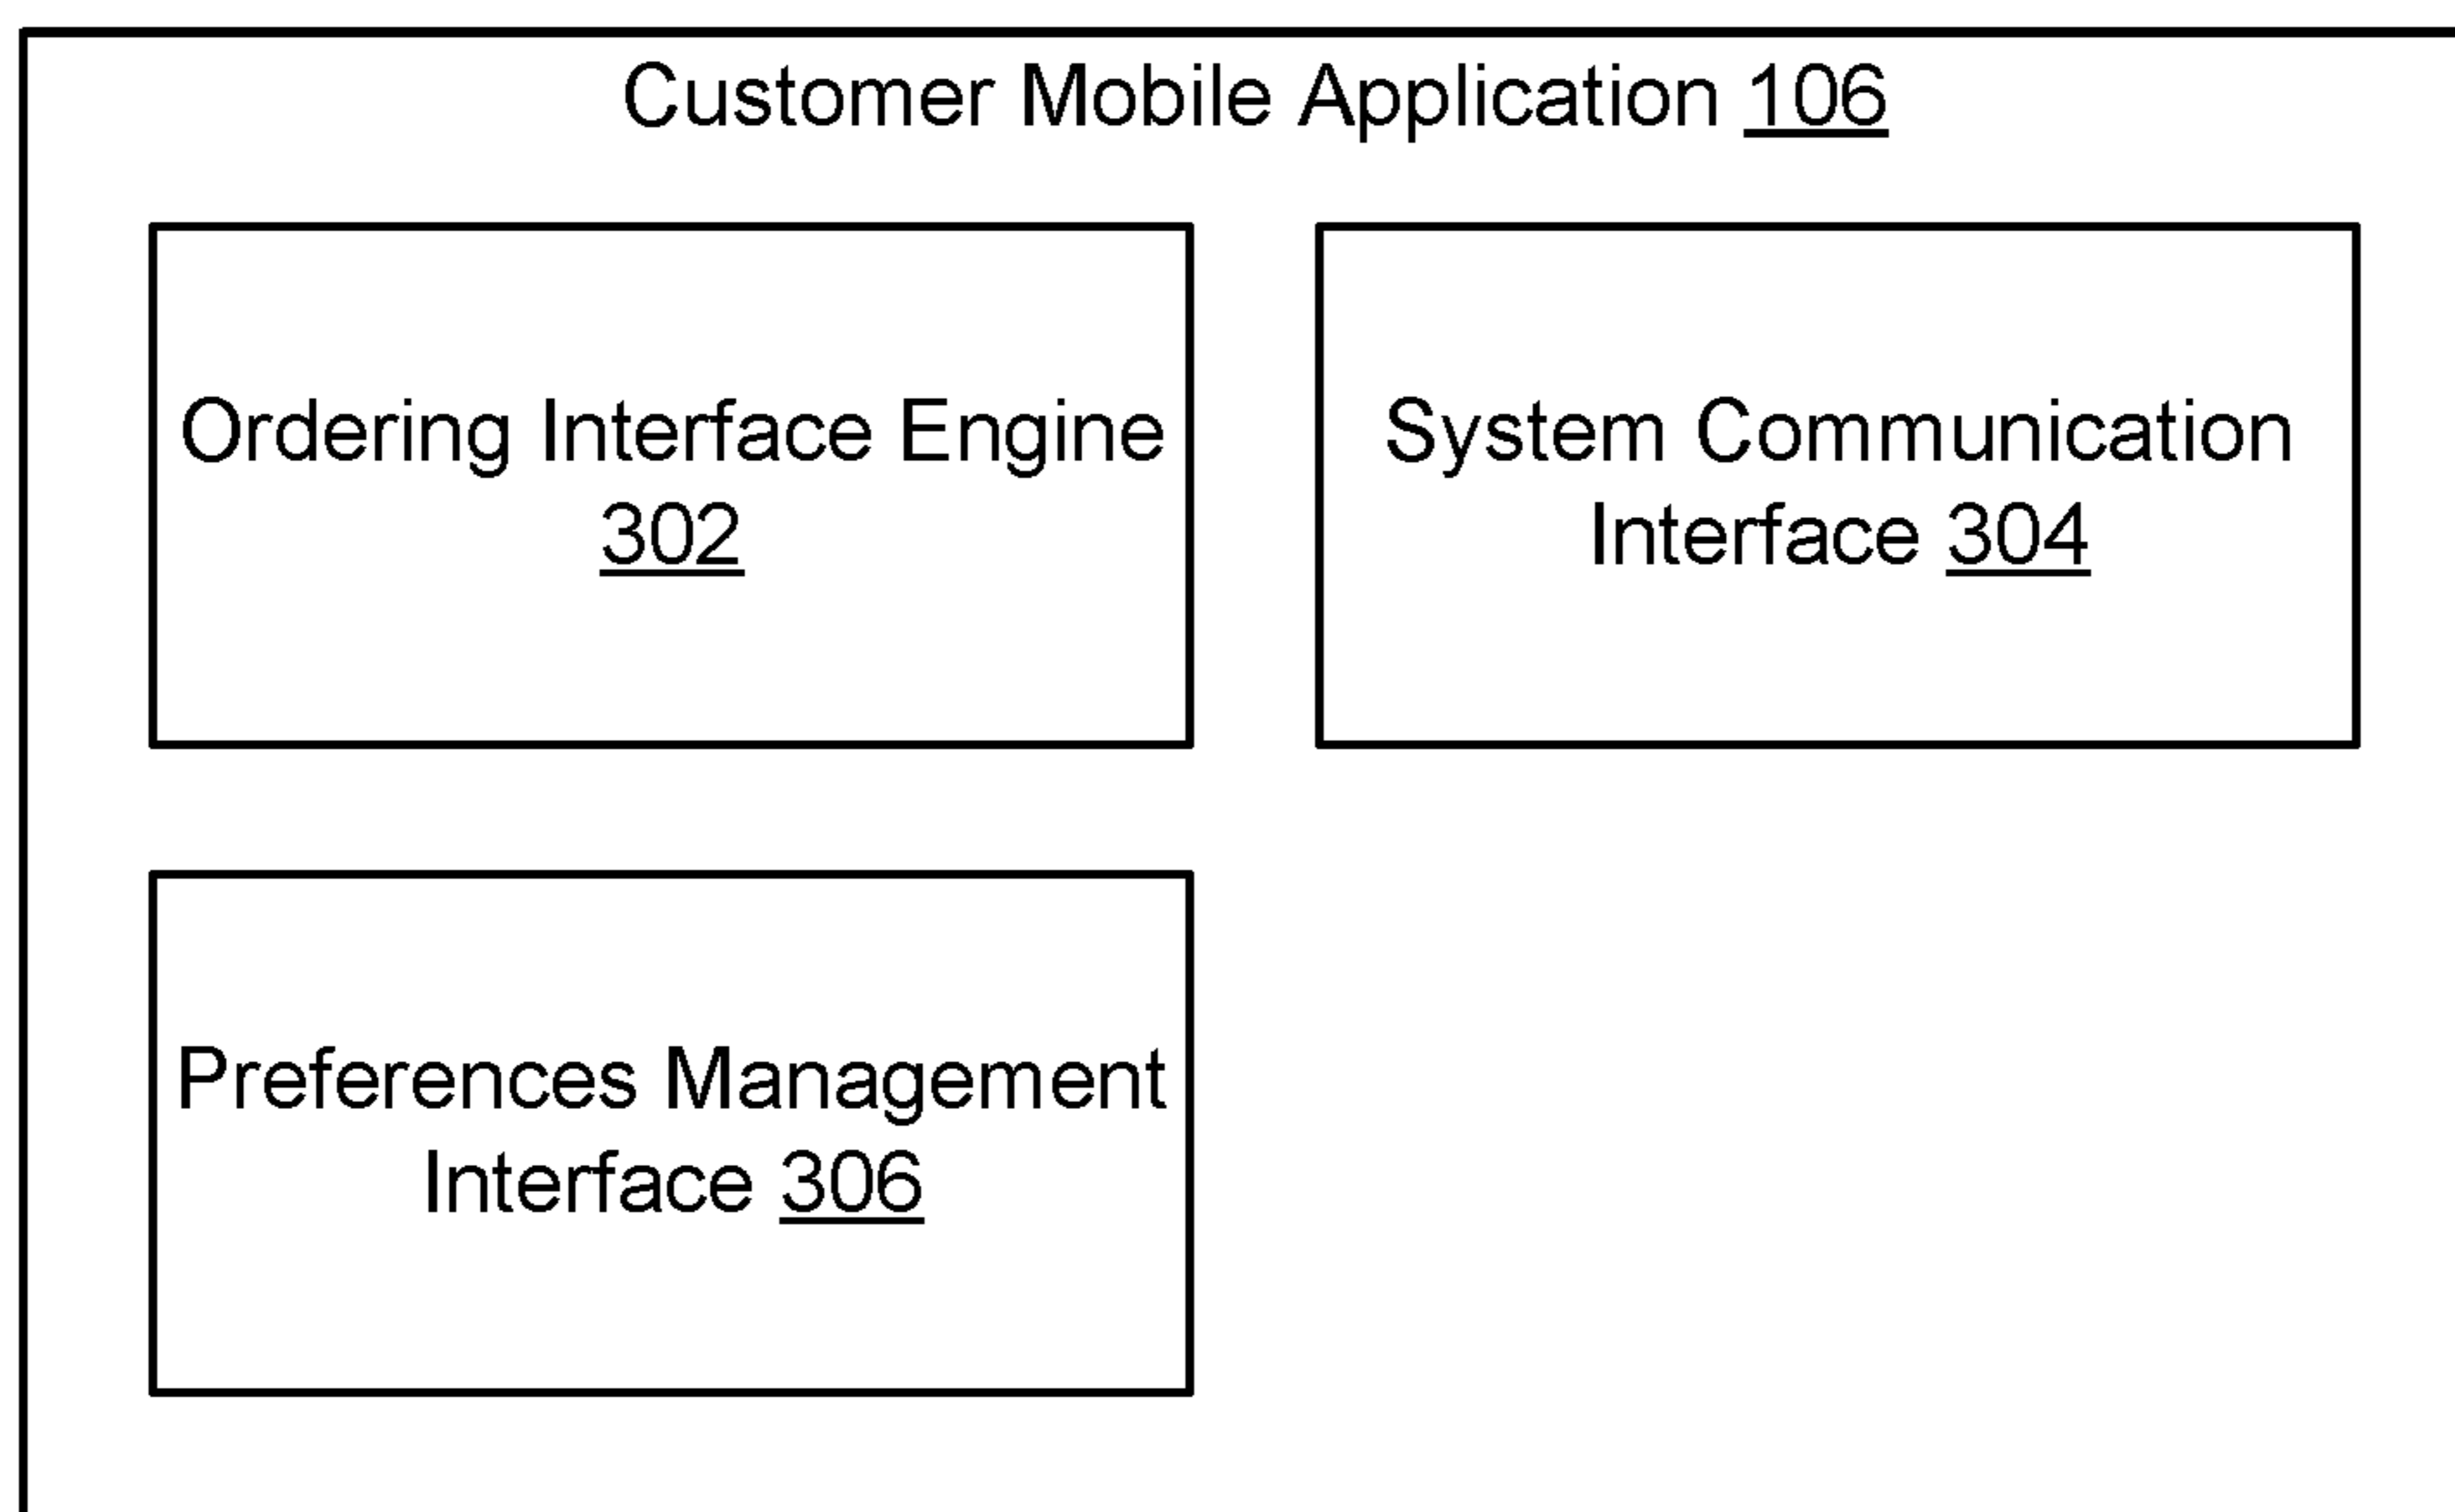 Customer Mobile Application 106
Ordering Interface Engine
302
System Communication
Interface 304
Preferences Management
Interface 306